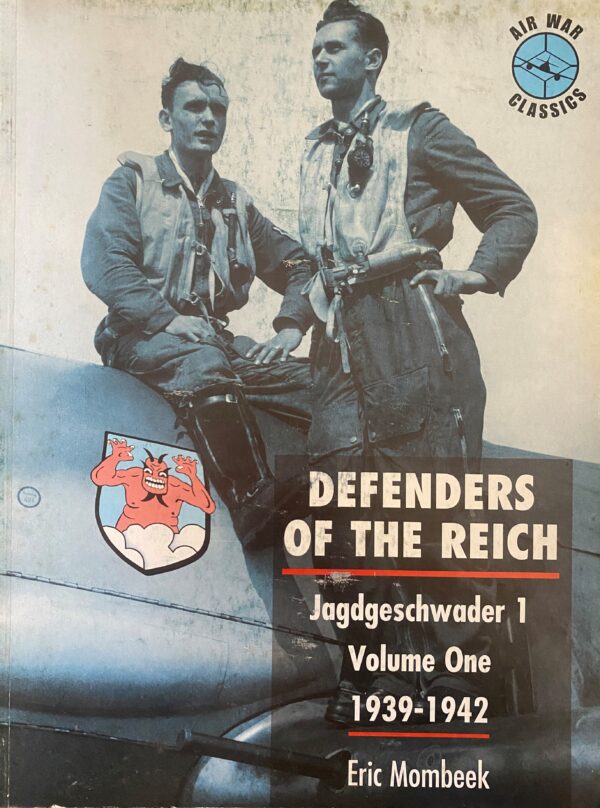 AIR WAR
CLASSICS
DEFENDERS
OF THE REICH
Jagdgeschwader 1
Volume One
1939-1942
Eric Mombeek